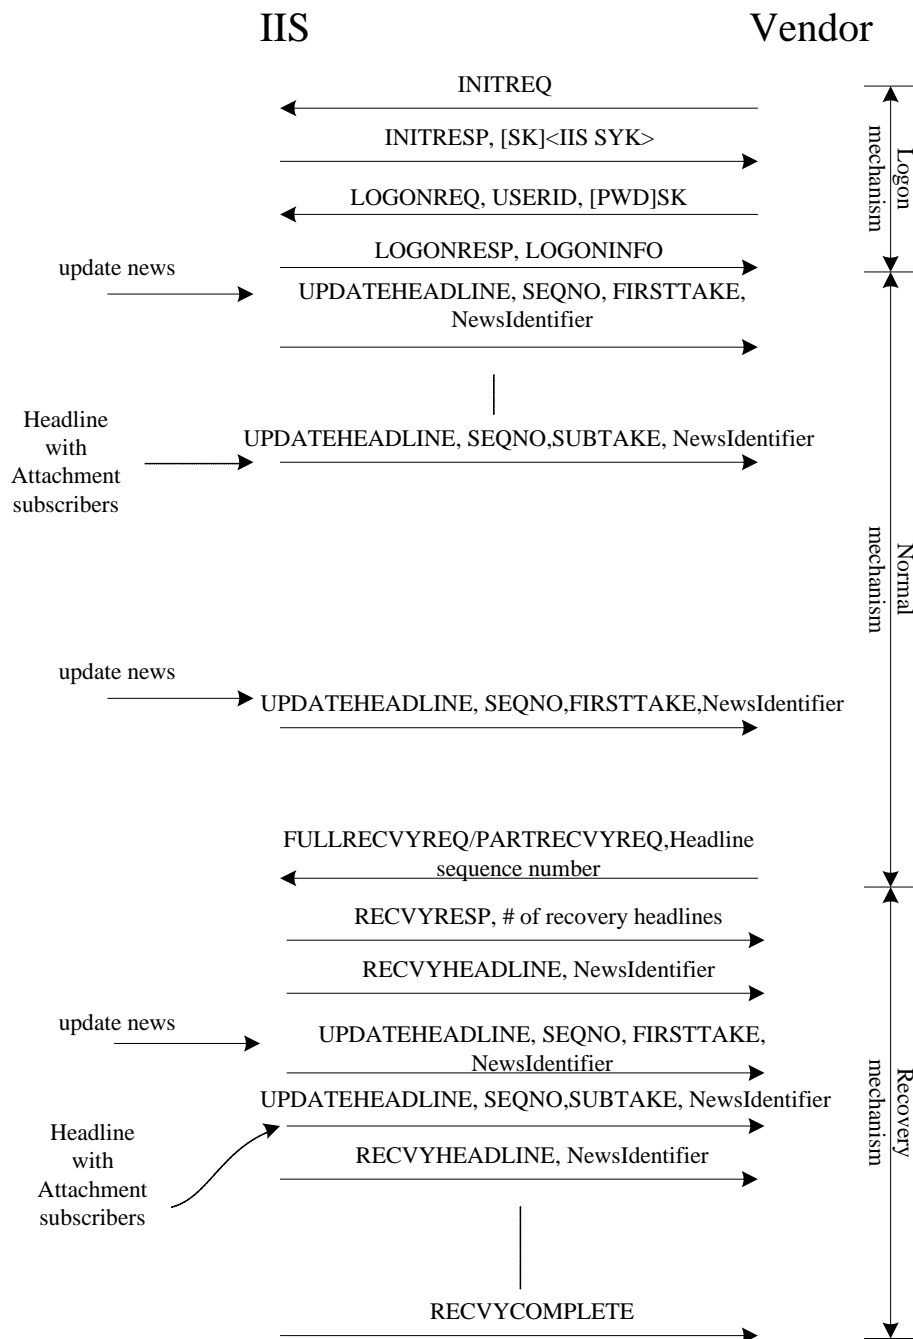 IIS
Vendor
INITREQ
INITRESP, [SK]<IIS SYK>
LOGONREQ, USERID, [PWD]SK
LOGONRESP, LOGONINFO
Logon
mechanism
update news
UPDATEHEADLINE, SEQNO, FIRSTTAKE,
NewsIdentifier
Headline
with
Attachment
subscribers
UPDATEHEADLINE, SEQNO,SUBTAKE, NewsIdentifier
Normal
mechanism
update news
UPDATEHEADLINE, SEQNO,FIRSTTAKE,NewsIdentifier
FULLRECVYREQ/PARTRECVYREQ,Headline
sequence number
RECVYRESP, # of recovery headlines
RECVYHEADLINE, NewsIdentifier
update news
UPDATEHEADLINE, SEQNO, FIRSTTAKE,
NewsIdentifier
UPDATEHEADLINE, SEQNO,SUBTAKE, NewsIdentifier
Headline
with
Attachment
subscribers
RECVYHEADLINE, NewsIdentifier
Recovery
mechanism
RECVYCOMPLETE